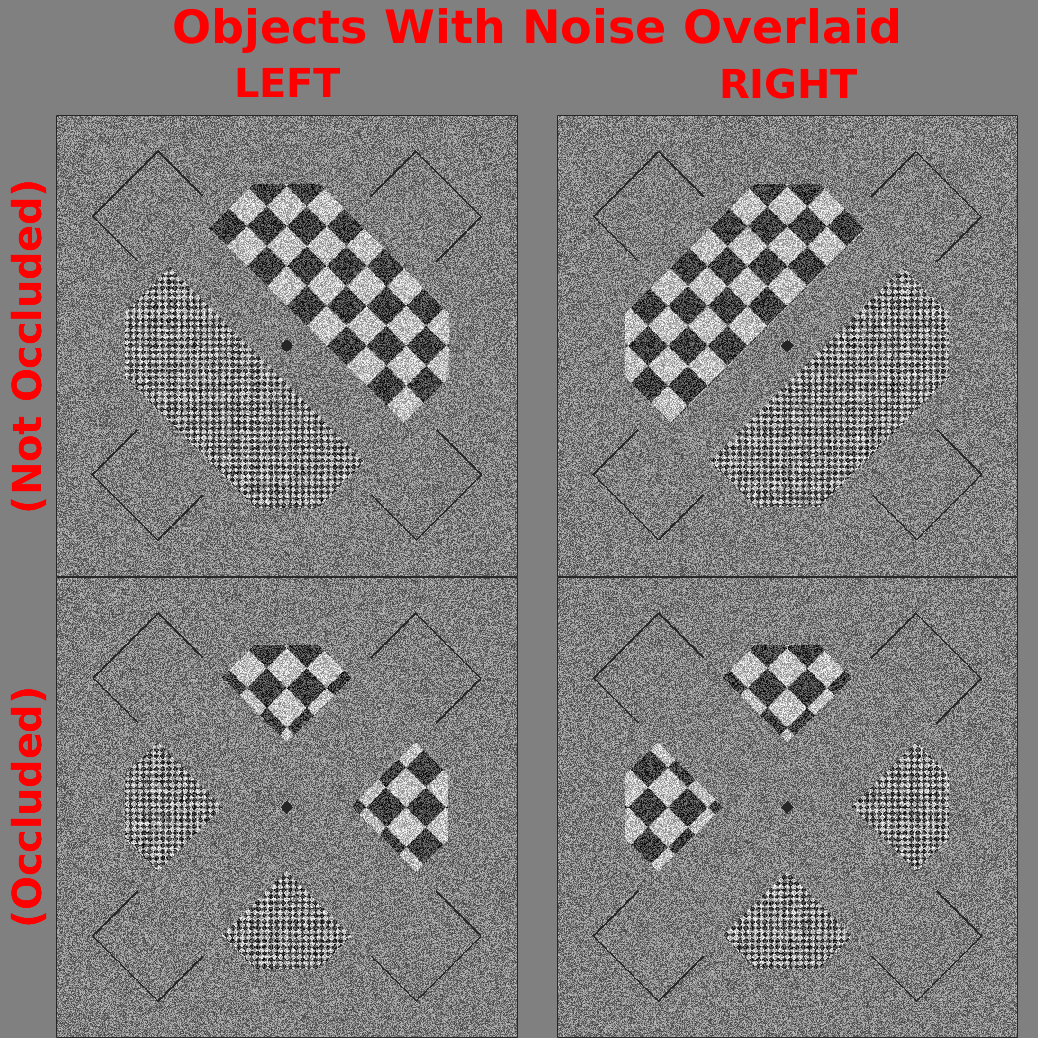 Objects With Noise Overlaid
LEFT
RIGHT
(Not Occluded)
(Occluded)